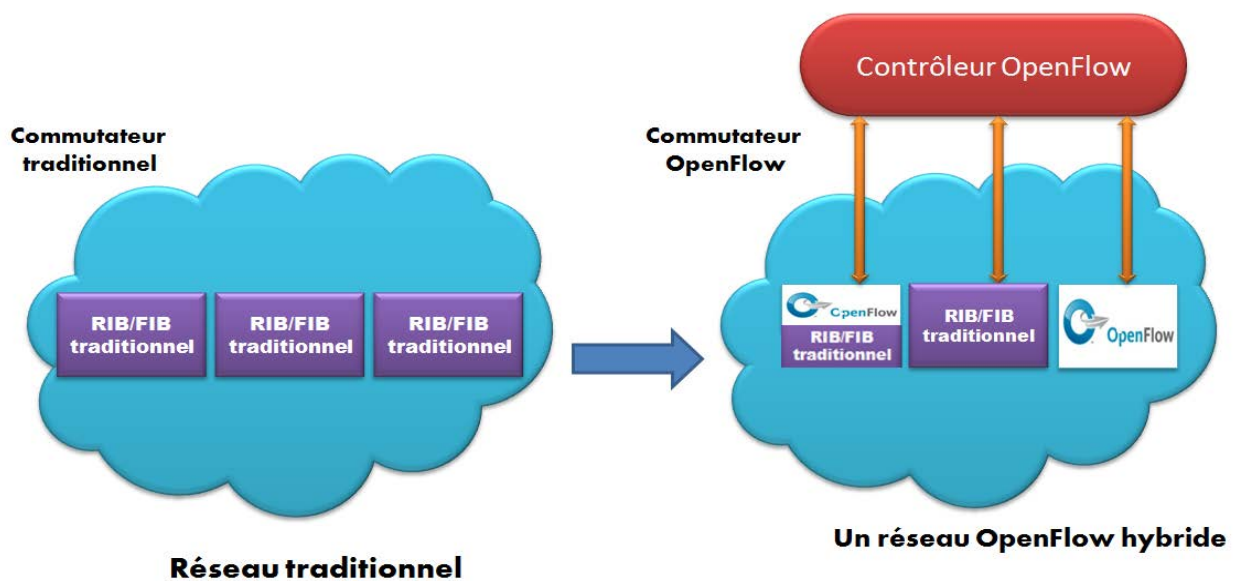 Contrôleur OpenFlow
Commutateur
traditionnel
Commutateur
OpenFlow
RIB/FIB
traditionnel
RIB/FIB
traditionnel
RIB/FIB
traditionnel
OpenFlow
RIB/FIB
traditionnel
RIB/FIB
traditionnel
OpenFlow
Réseau traditionnel
Un réseau OpenFlow hybride